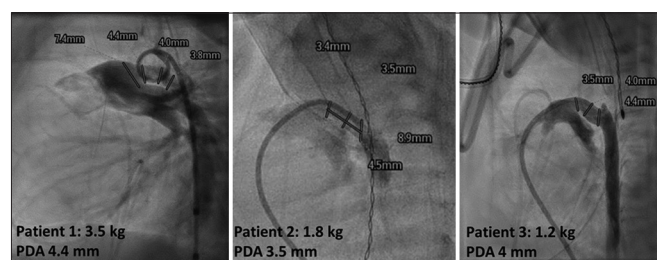 7.4mm
4.4mm
4.0mm
3.8mm
Patient 1: 3.5 kg
PDA 4.4 mm
3.4mm
3.5mm
8.9mm
4.5mm
Patient 2: 1.8 kg
PDA 3.5 mm
3.5mm
4.0mm
4.4mm
Patient 3: 1.2 kg
PDA 4 mm